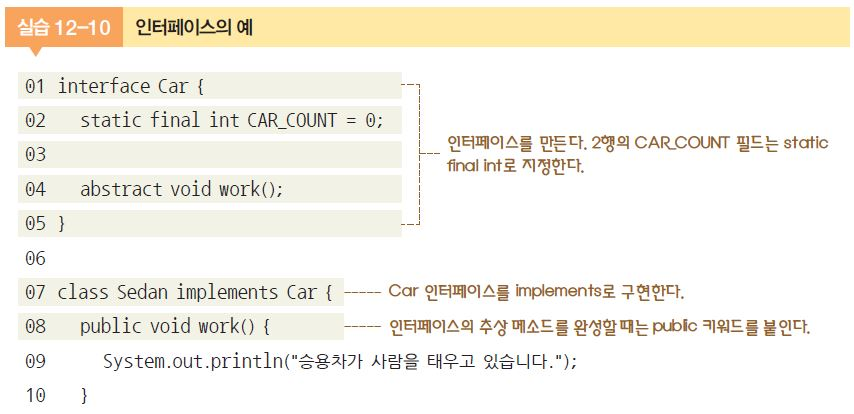 실습 12-10 인터페이스의 예
01 interface Car {
02 static final int CAR_COUNT = 0;
인터페이스를 만든다. 2행의 CAR_COUNT 필드는 static
final int로 지정한다.
03
04 abstract void work();
05 }
06
07 class Sedan implements Car { Car 인터페이스를 implements로 구현한다.
08 public void work() { 인터페이스의 추상 메소드를 완성할 때는 public 키워드를 붙인다.
09 System.out.println("승용차가 사람을 태우고 있습니다.");
10 }